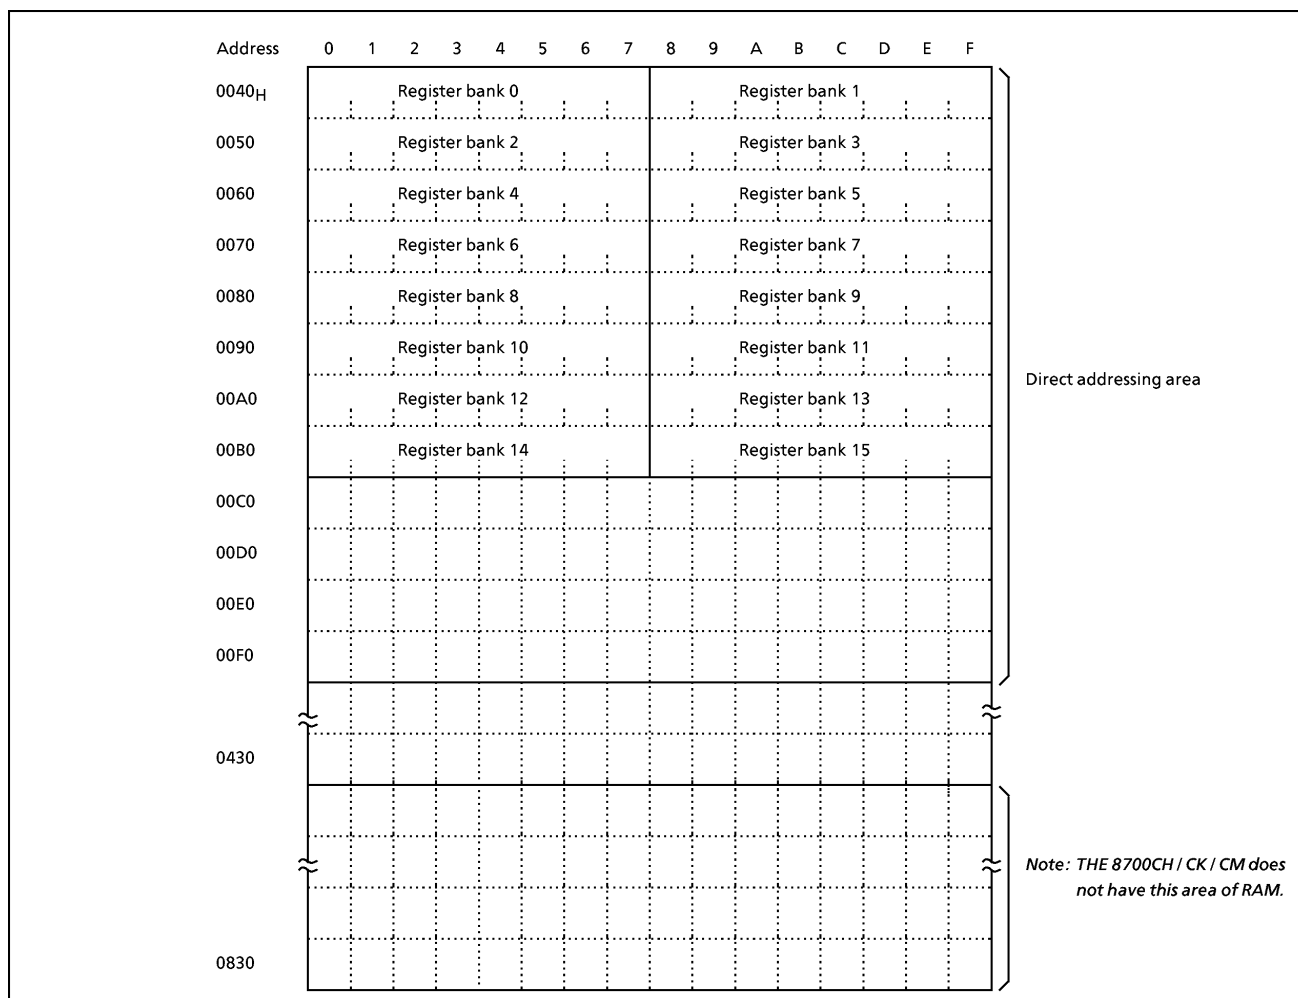 Address 0 1 2 3 4 5 6 7 8 9 A B C D E F
0040H Register bank 0 Register bank 1
0050 Register bank 2 Register bank 3
0060 Register bank 4 Register bank 5
0070 Register bank 6 Register bank 7
0080 Register bank 8 Register bank 9
0090 Register bank 10 Register bank 11
Direct addressing area
00A0 Register bank 12 Register bank 13
00B0 Register bank 14 Register bank 15
00C0
00D0
00E0
00F0
0430
Note: THE 8700CH / CK / CM does
not have this area of RAM.
0830